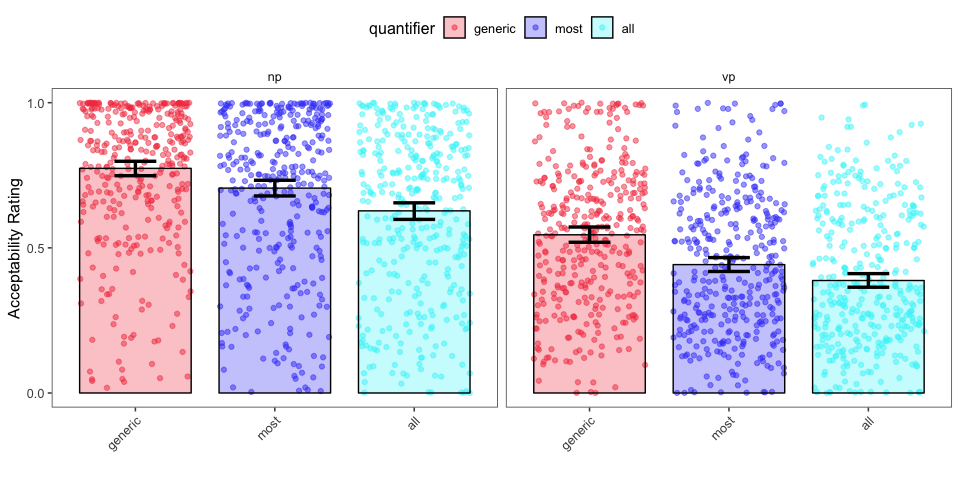 quantifier generic most all
np vp
Acceptability Rating
1.0
0.5
0.0
generic most all generic most all